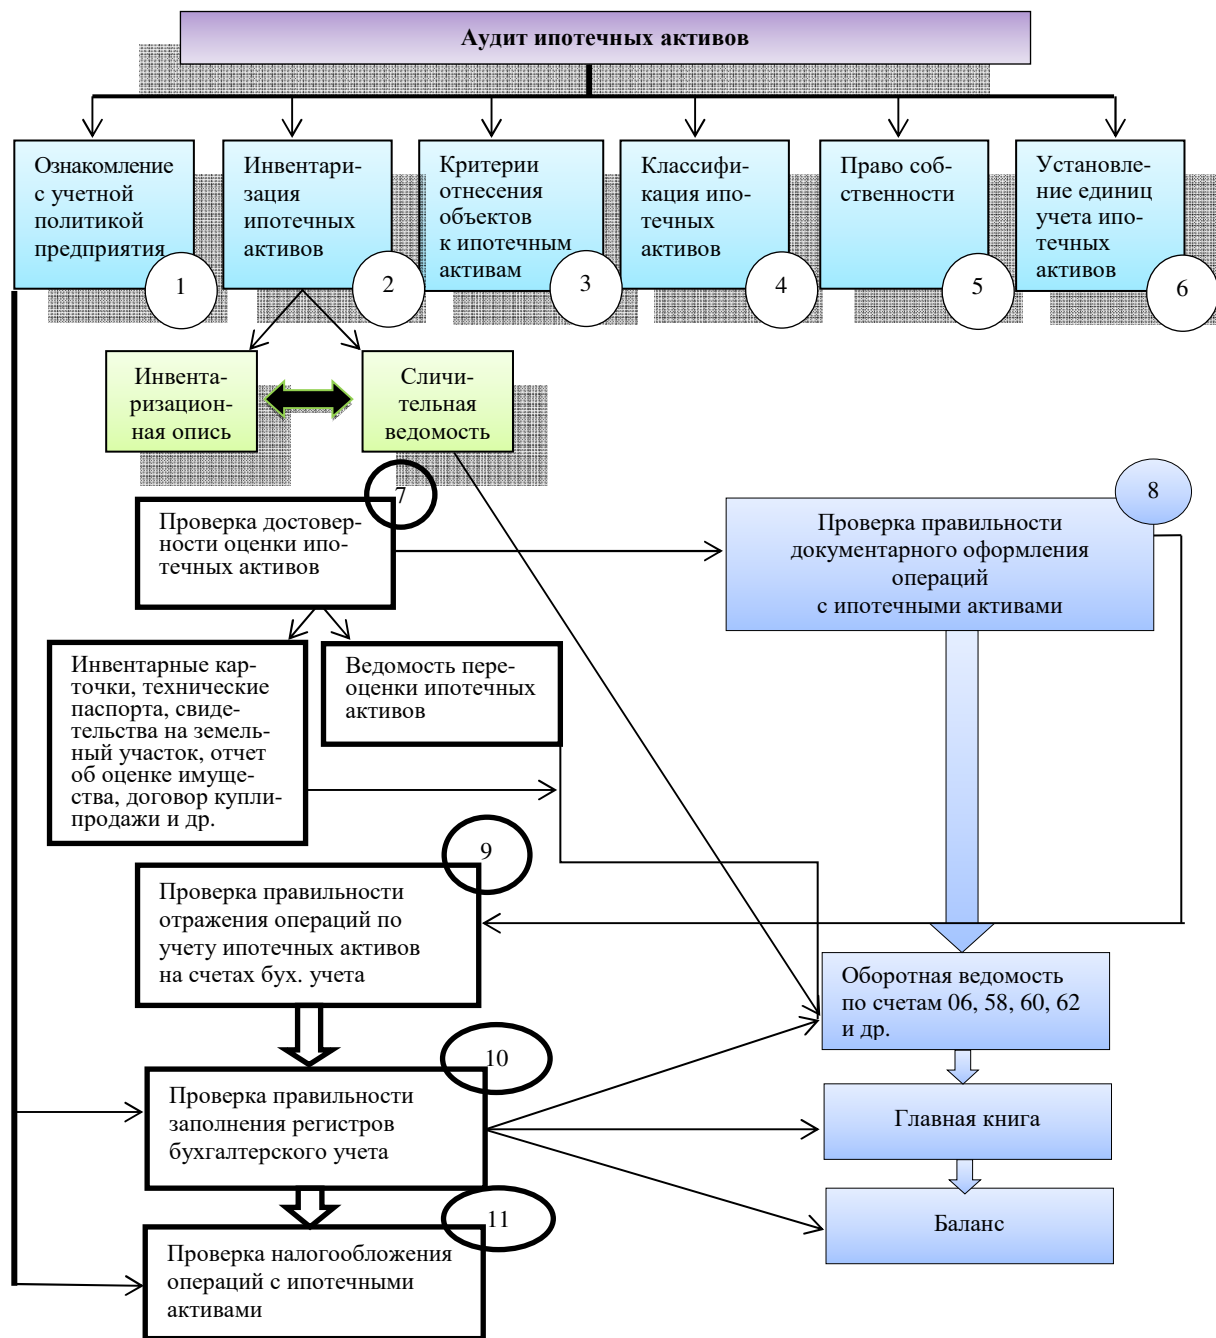 Аудит ипотечных активов
Ознакомление
с учетной
политикой
предприятия
1
Инвентари-
зация
ипотечных
активов
2
Критерии
отнесения
объектов
к ипотечным
активам
3
Классифи-
кация ипо-
течных
активов
4
Право соб-
ственности
5
Установле-
ние единиц
учета ипо-
течных
активов
6
Инвента-
ризацион-
ная опись
Сличи-
тельная
ведомость
7
Проверка достовер-
ности оценки ипо-
течных активов
8
Проверка правильности
документарного оформления
операций
с ипотечными активами
Инвентарные кар-
точки, технические
паспорта, свиде-
тельства на земель-
ный участок, отчет
об оценке имуще-
ства, договор купли-
продажи и др.
Ведомость пере-
оценки ипотечных
активов
9
Проверка правильности
отражения операций по
учету ипотечных активов
на счетах бух. учета
Оборотная ведомость
по счетам 06, 58, 60, 62
и др.
10
Проверка правильности
заполнения регистров
бухгалтерского учета
Главная книга
11
Проверка налогообложения
операций с ипотечными
активами
Баланс